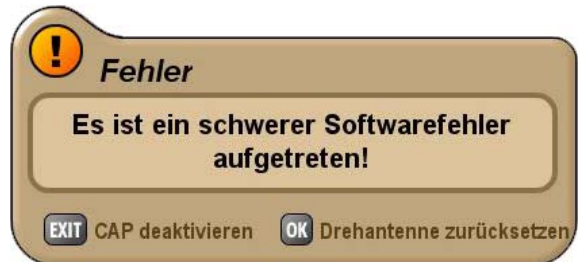 !
Fehler
Es ist ein schwerer Softwarefehler
aufgetreten!
EXIT CAP deaktivieren OK Drehantenne zurücksetzen